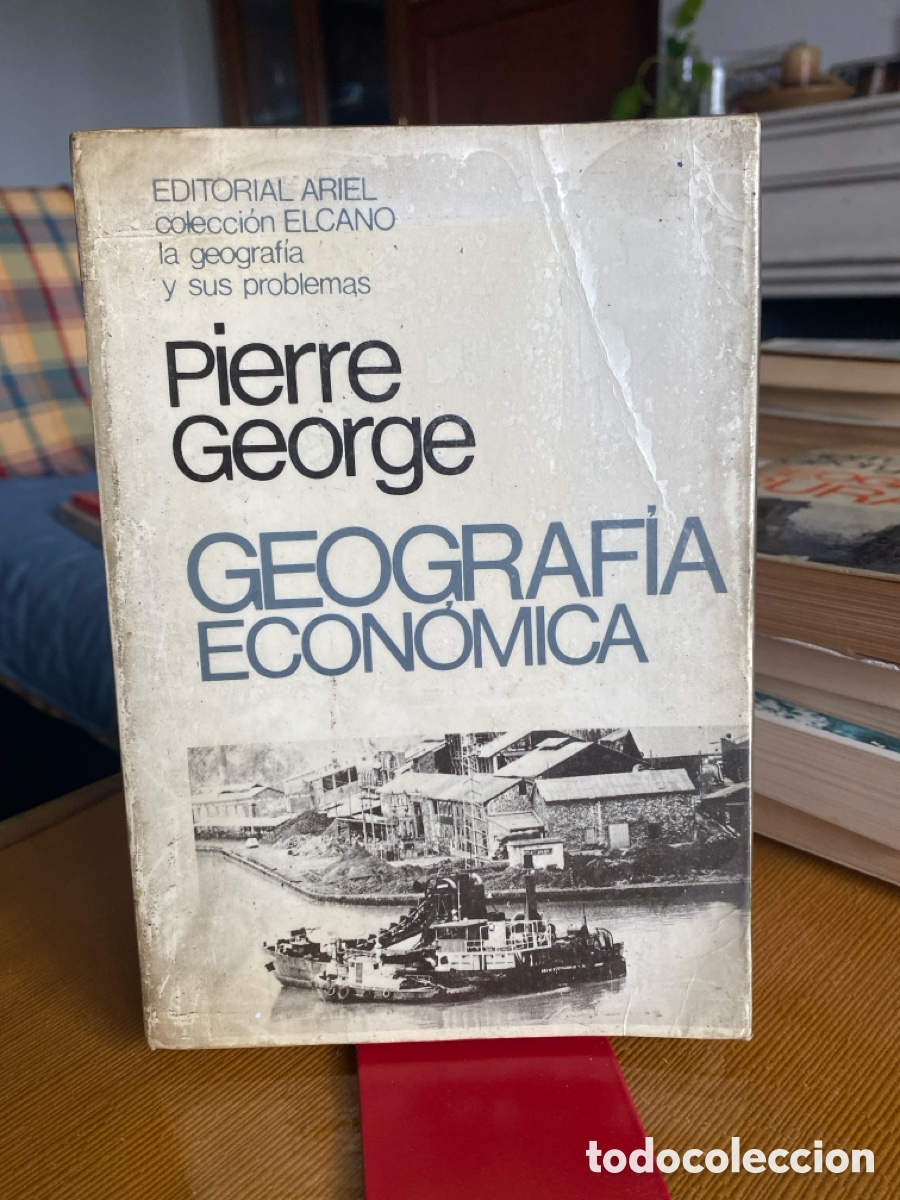 EDITORIAL ARIEL
colección ELCANO
la geografía
y sus problemas
Pierre
George
GEOGRAFÍA
ECONÓMICA
todocoleccion